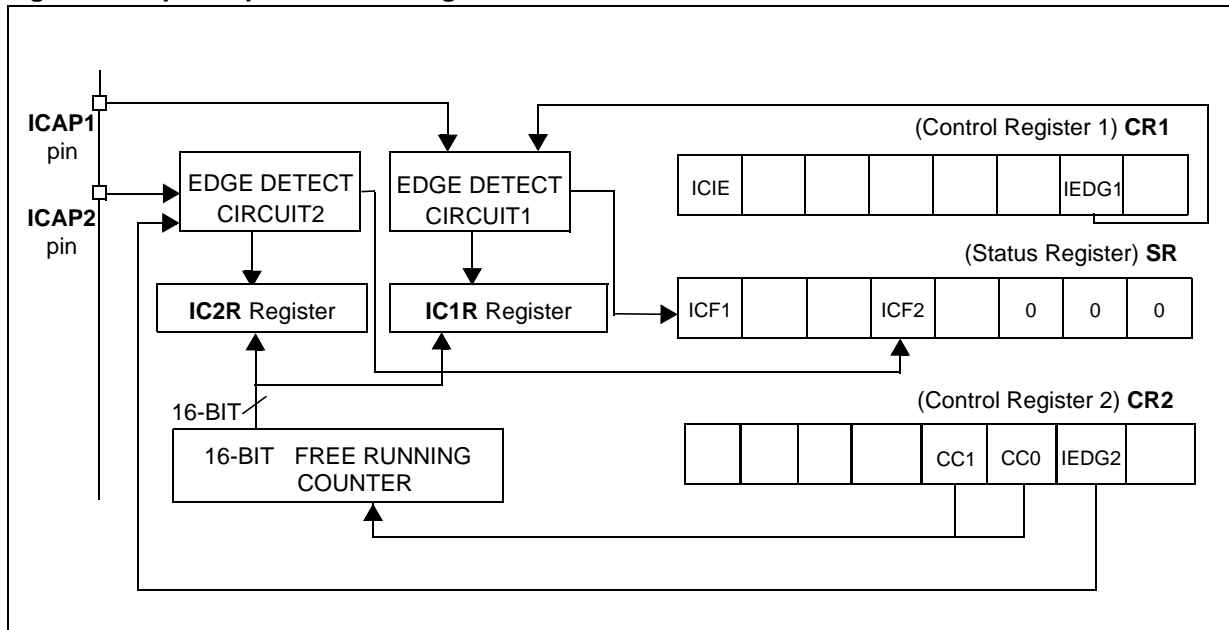 (Control Register 1) CR1
ICAP1
pin
ICAP2
pin
EDGE DETECT
CIRCUIT2
EDGE DETECT
CIRCUIT1
ICIE
IEDG1
(Status Register) SR
IC2R Register
IC1R Register
ICF1
ICF2
0
0
0
16-BIT
(Control Register 2) CR2
16-BIT FREE RUNNING
COUNTER
CC1
CC0
IEDG2